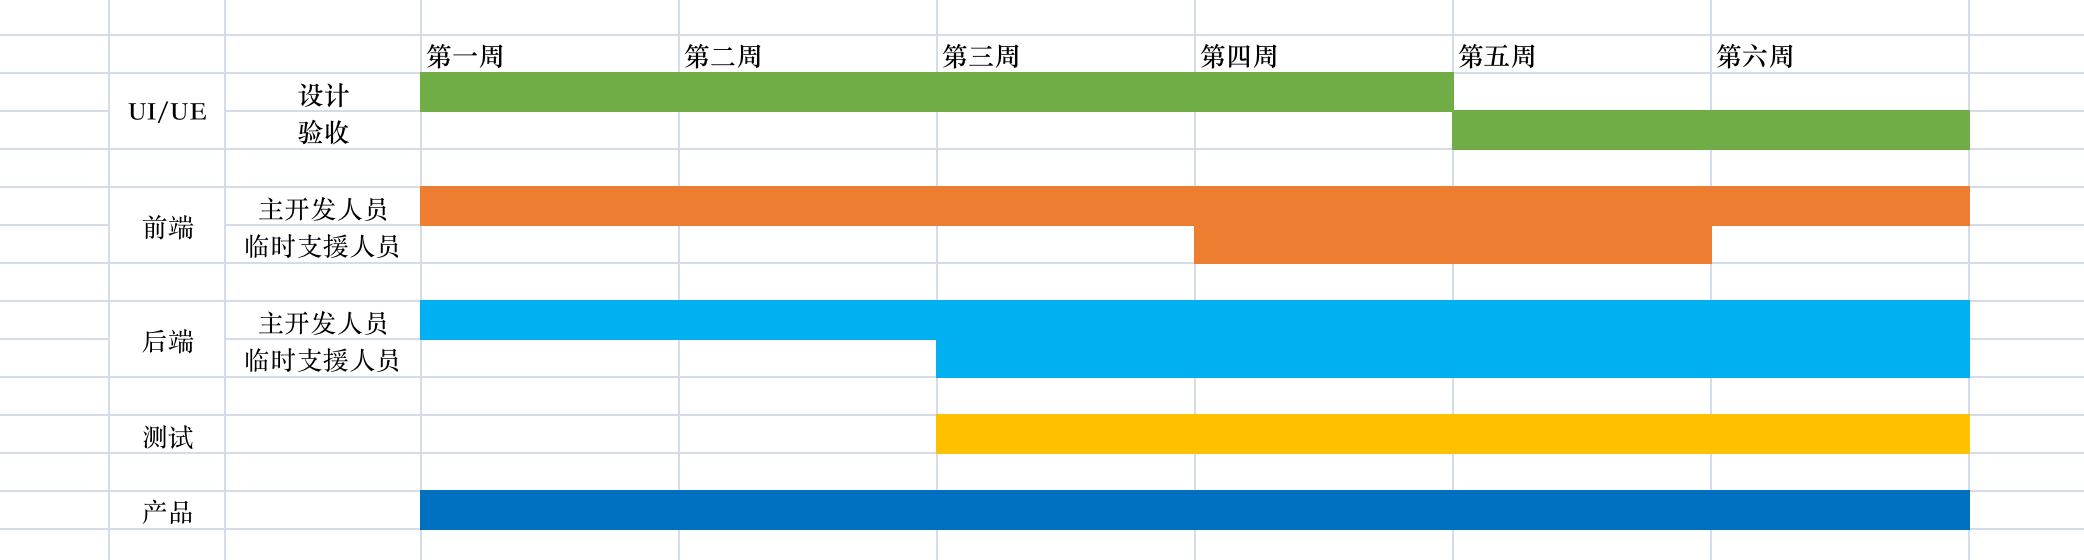 第一周 第二周 第三周 第四周 第五周 第六周
UI/UE
设计
验收
前端
主开发人员
临时支援人员
后端
主开发人员
临时支援人员
测试
产品